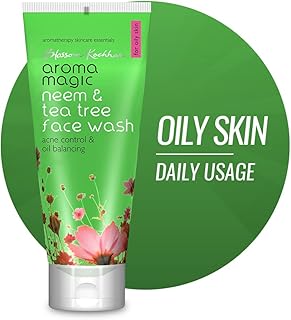 aromatherapy skincare essentials
Blossom Kochhar
aroma
magic
neem &
tea tree
face wash
acne control &
oil balancing
for oily skin
OILY SKIN
DAILY USAGE